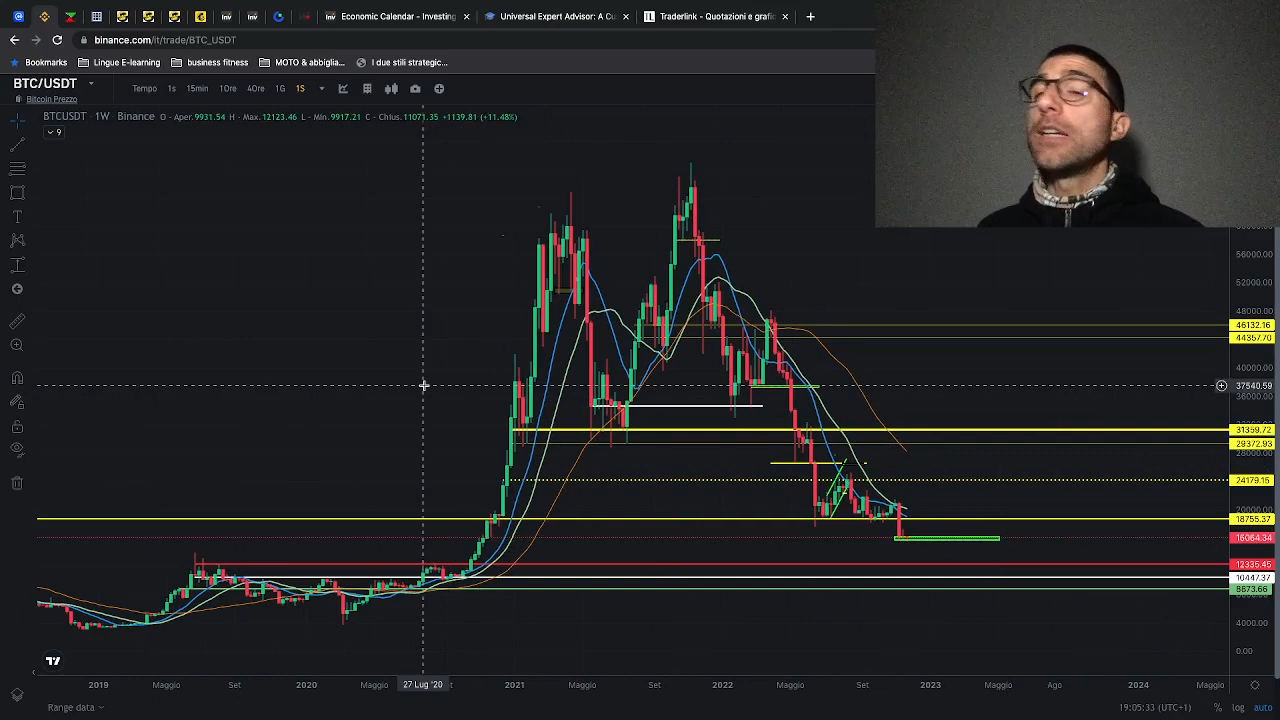 Economic Calendar - Investing
Universal Expert Advisor: A Cu
Traderlink - Quotazioni e grafic
binance.com/it/trade/BTC_USDT
Bookmarks
Lingue E-learning
business fitness
MOTO & abbiglia...
I due stili strategic...
BTC/USDT
Bitcoin Prezzo
Tempo 1s 15min 1Ore 4Ore 1G 1S
BTCUSDT 1W Binance O - Aper.9931.54 H - Max.12123.46 L - Min.9917.21 C - Chius.11071.35 +1139.81 (+11.48%)
9
56000.00
52000.00
48000.00
46132.16
44357.70
40000.00
37540.59
36000.00
31359.72
29372.93
28000.00
24179.15
20000.00
18755.37
16064.34
12335.45
10447.37
8873.66
4000.00
0.00
2019 Maggio Set 2020 Maggio 27 Lug '20 2021 Maggio Set 2022 Maggio Set 2023 Maggio Ago 2024 Maggio
Range data
19:05:33 (UTC+1) % log auto